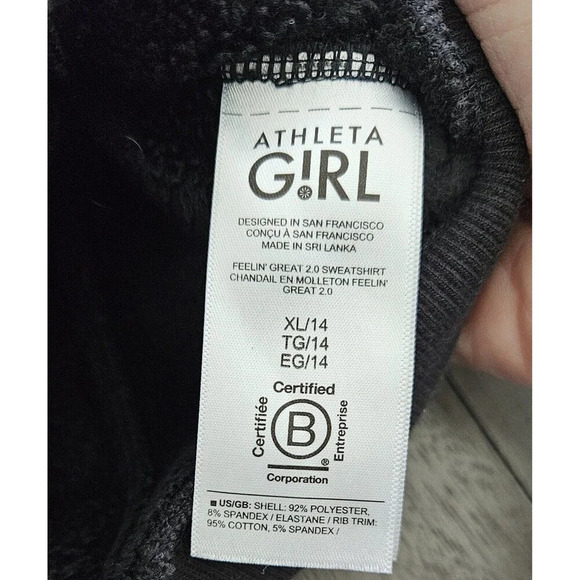 ATHLETA
G!RL
DESIGNED IN SAN FRANCISCO
CONÇU À SAN FRANCISCO
MADE IN SRI LANKA
FEELIN' GREAT 2.0 SWEATSHIRT
CHANDAIL EN MOLLETON FEELIN'
GREAT 2.0
XL/14
TG/14
EG/14
Certified
Certifiée
B
Entreprise
®
Corporation
■ US/GB: SHELL: 92% POLYESTER,
8% SPANDEX / ELASTANE / RIB TRIM:
95% COTTON, 5% SPANDEX /